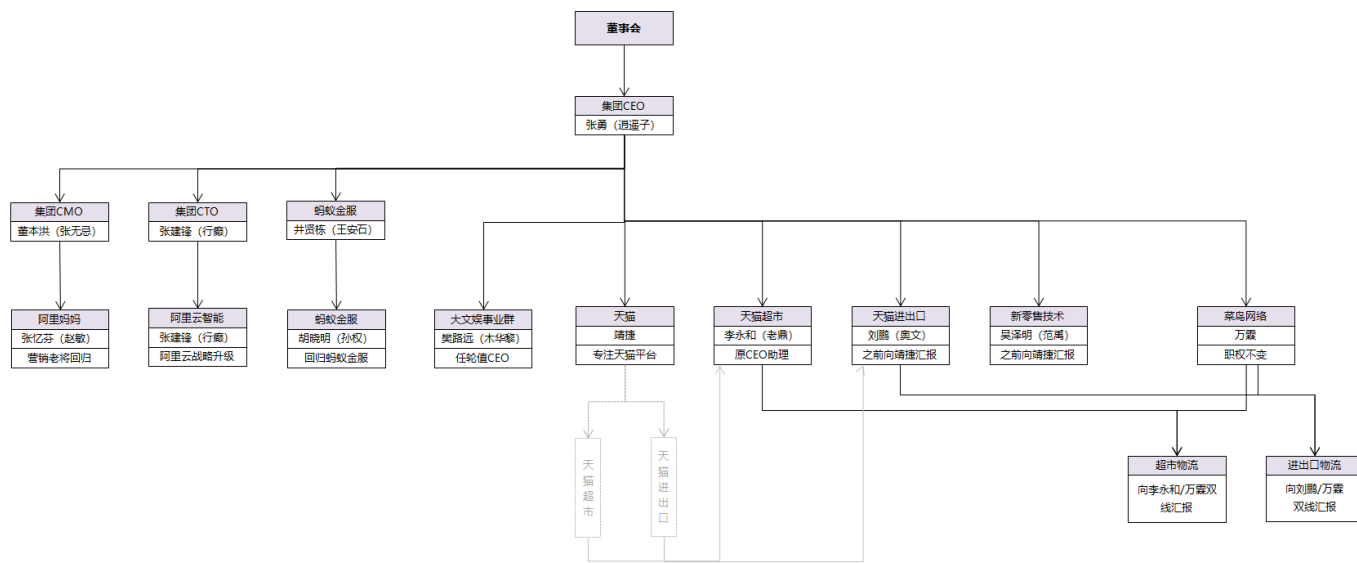 董事会
集团CEO
张勇（逍遥子）
集团CMO
董本洪（张无忌）
集团CTO
张建锋（行癫）
蚂蚁金服
井贤栋（王安石）
阿里妈妈
张忆芬（赵敏）
营销老将回归
阿里云智能
张建锋（行癫）
阿里云战略升级
蚂蚁金服
胡晓明（孙权）
回归蚂蚁金服
大文娱事业群
樊路远（木华黎）
任轮值CEO
天猫
靖捷
专注天猫平台
天猫超市
李永和（老鼎）
原CEO助理
天猫进出口
刘鹏（奥文）
之前向靖捷汇报
新零售技术
吴泽明（范禹）
之前向靖捷汇报
菜鸟网络
万霖
职权不变
天猫超市
天猫进出口
超市物流
向李永和/万霖双
线汇报
进出口物流
向刘鹏/万霖
双线汇报